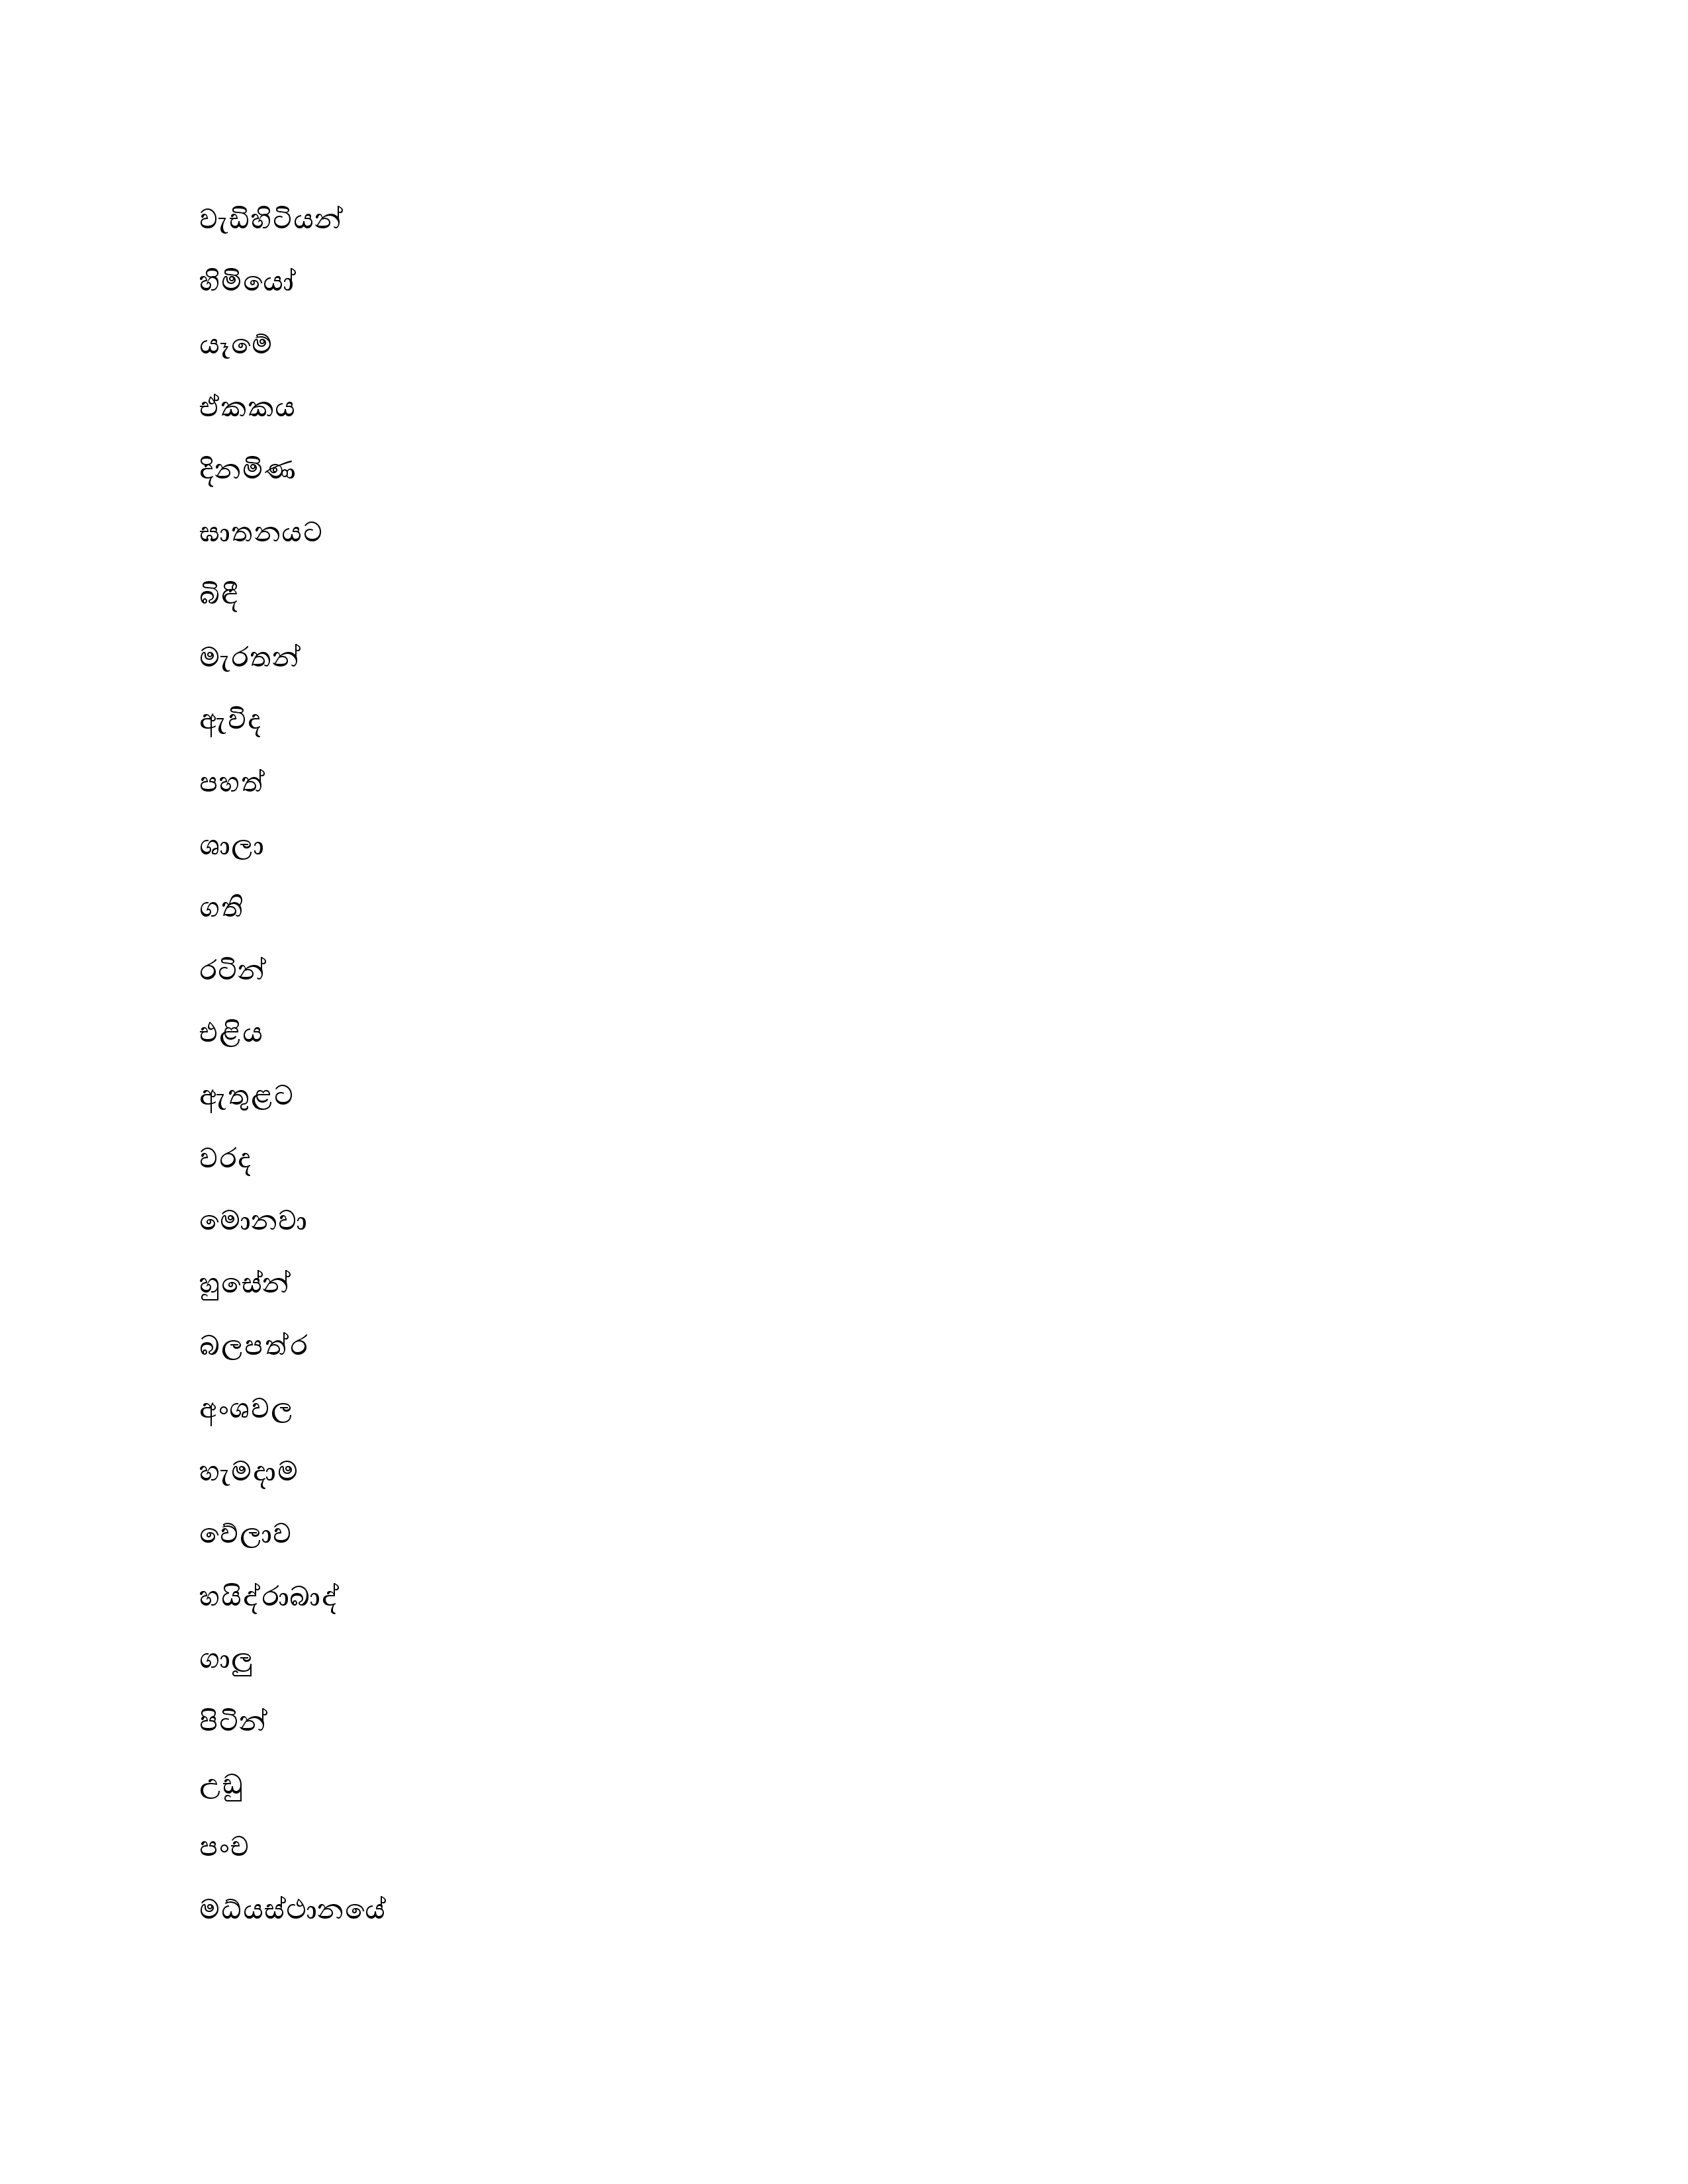 වැඩිහිටියන්
හිමියෝ
යෑමේ
ඒකකය
දිනමිණ
ඝාතනයට
බිඳී
මැරතන්
ඇවිද
පහත්
ශාලා
ගති
රටින්
එළිය
ඇතුළට
වරද
මොනවා
හුසේන්
බලපත්ර
අංශවල
හැමදාම
වේලාව
හයිද්රාබාද්
ගාලු
පිටින්
උඩු
පංච
මධ්යස්ථානයේ